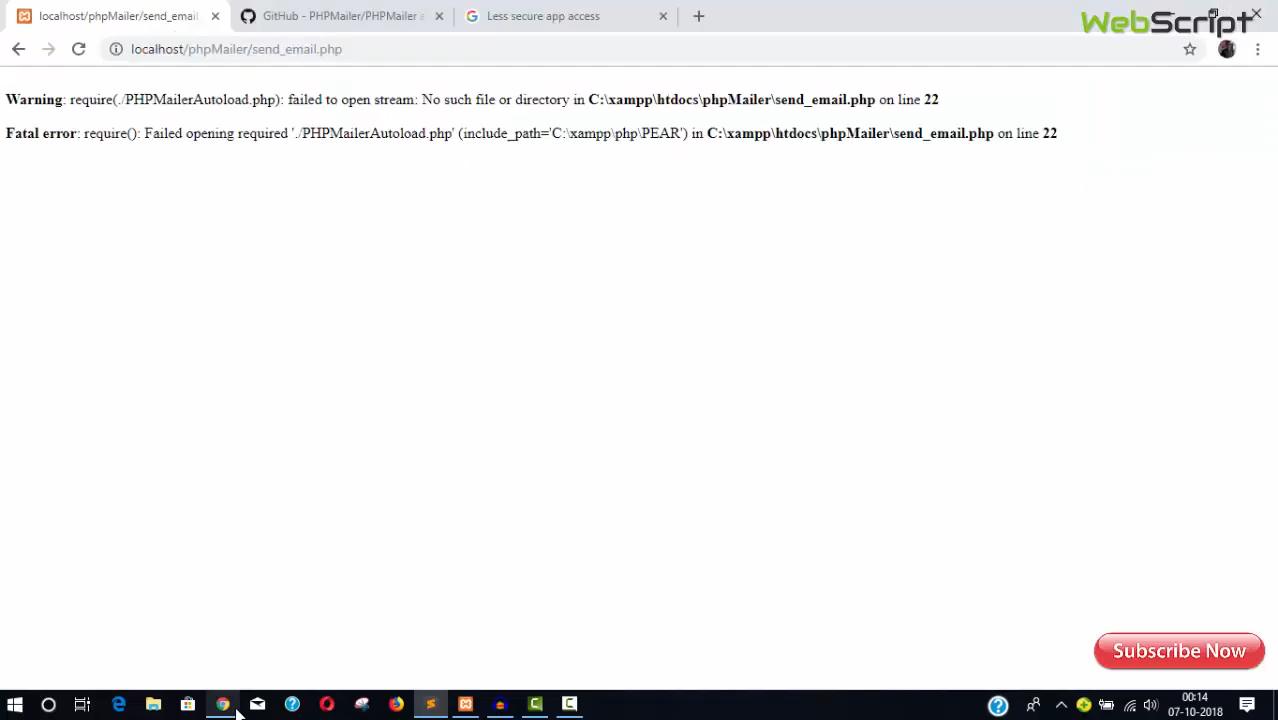 localhost/phpMailer/send_email
GitHub - PHPMailer/PHPMailer a
Less secure app access
WebScript
localhost/phpMailer/send_email.php
Warning: require(./PHPMailerAutoload.php): failed to open stream: No such file or directory in C:\xampp\htdocs\phpMailer\send_email.php on line 22
Fatal error: require(): Failed opening required './PHPMailerAutoload.php' (include_path='C:\xampp\php\PEAR') in C:\xampp\htdocs\phpMailer\send_email.php on line 22
Subscribe Now
00:14
07-10-2018